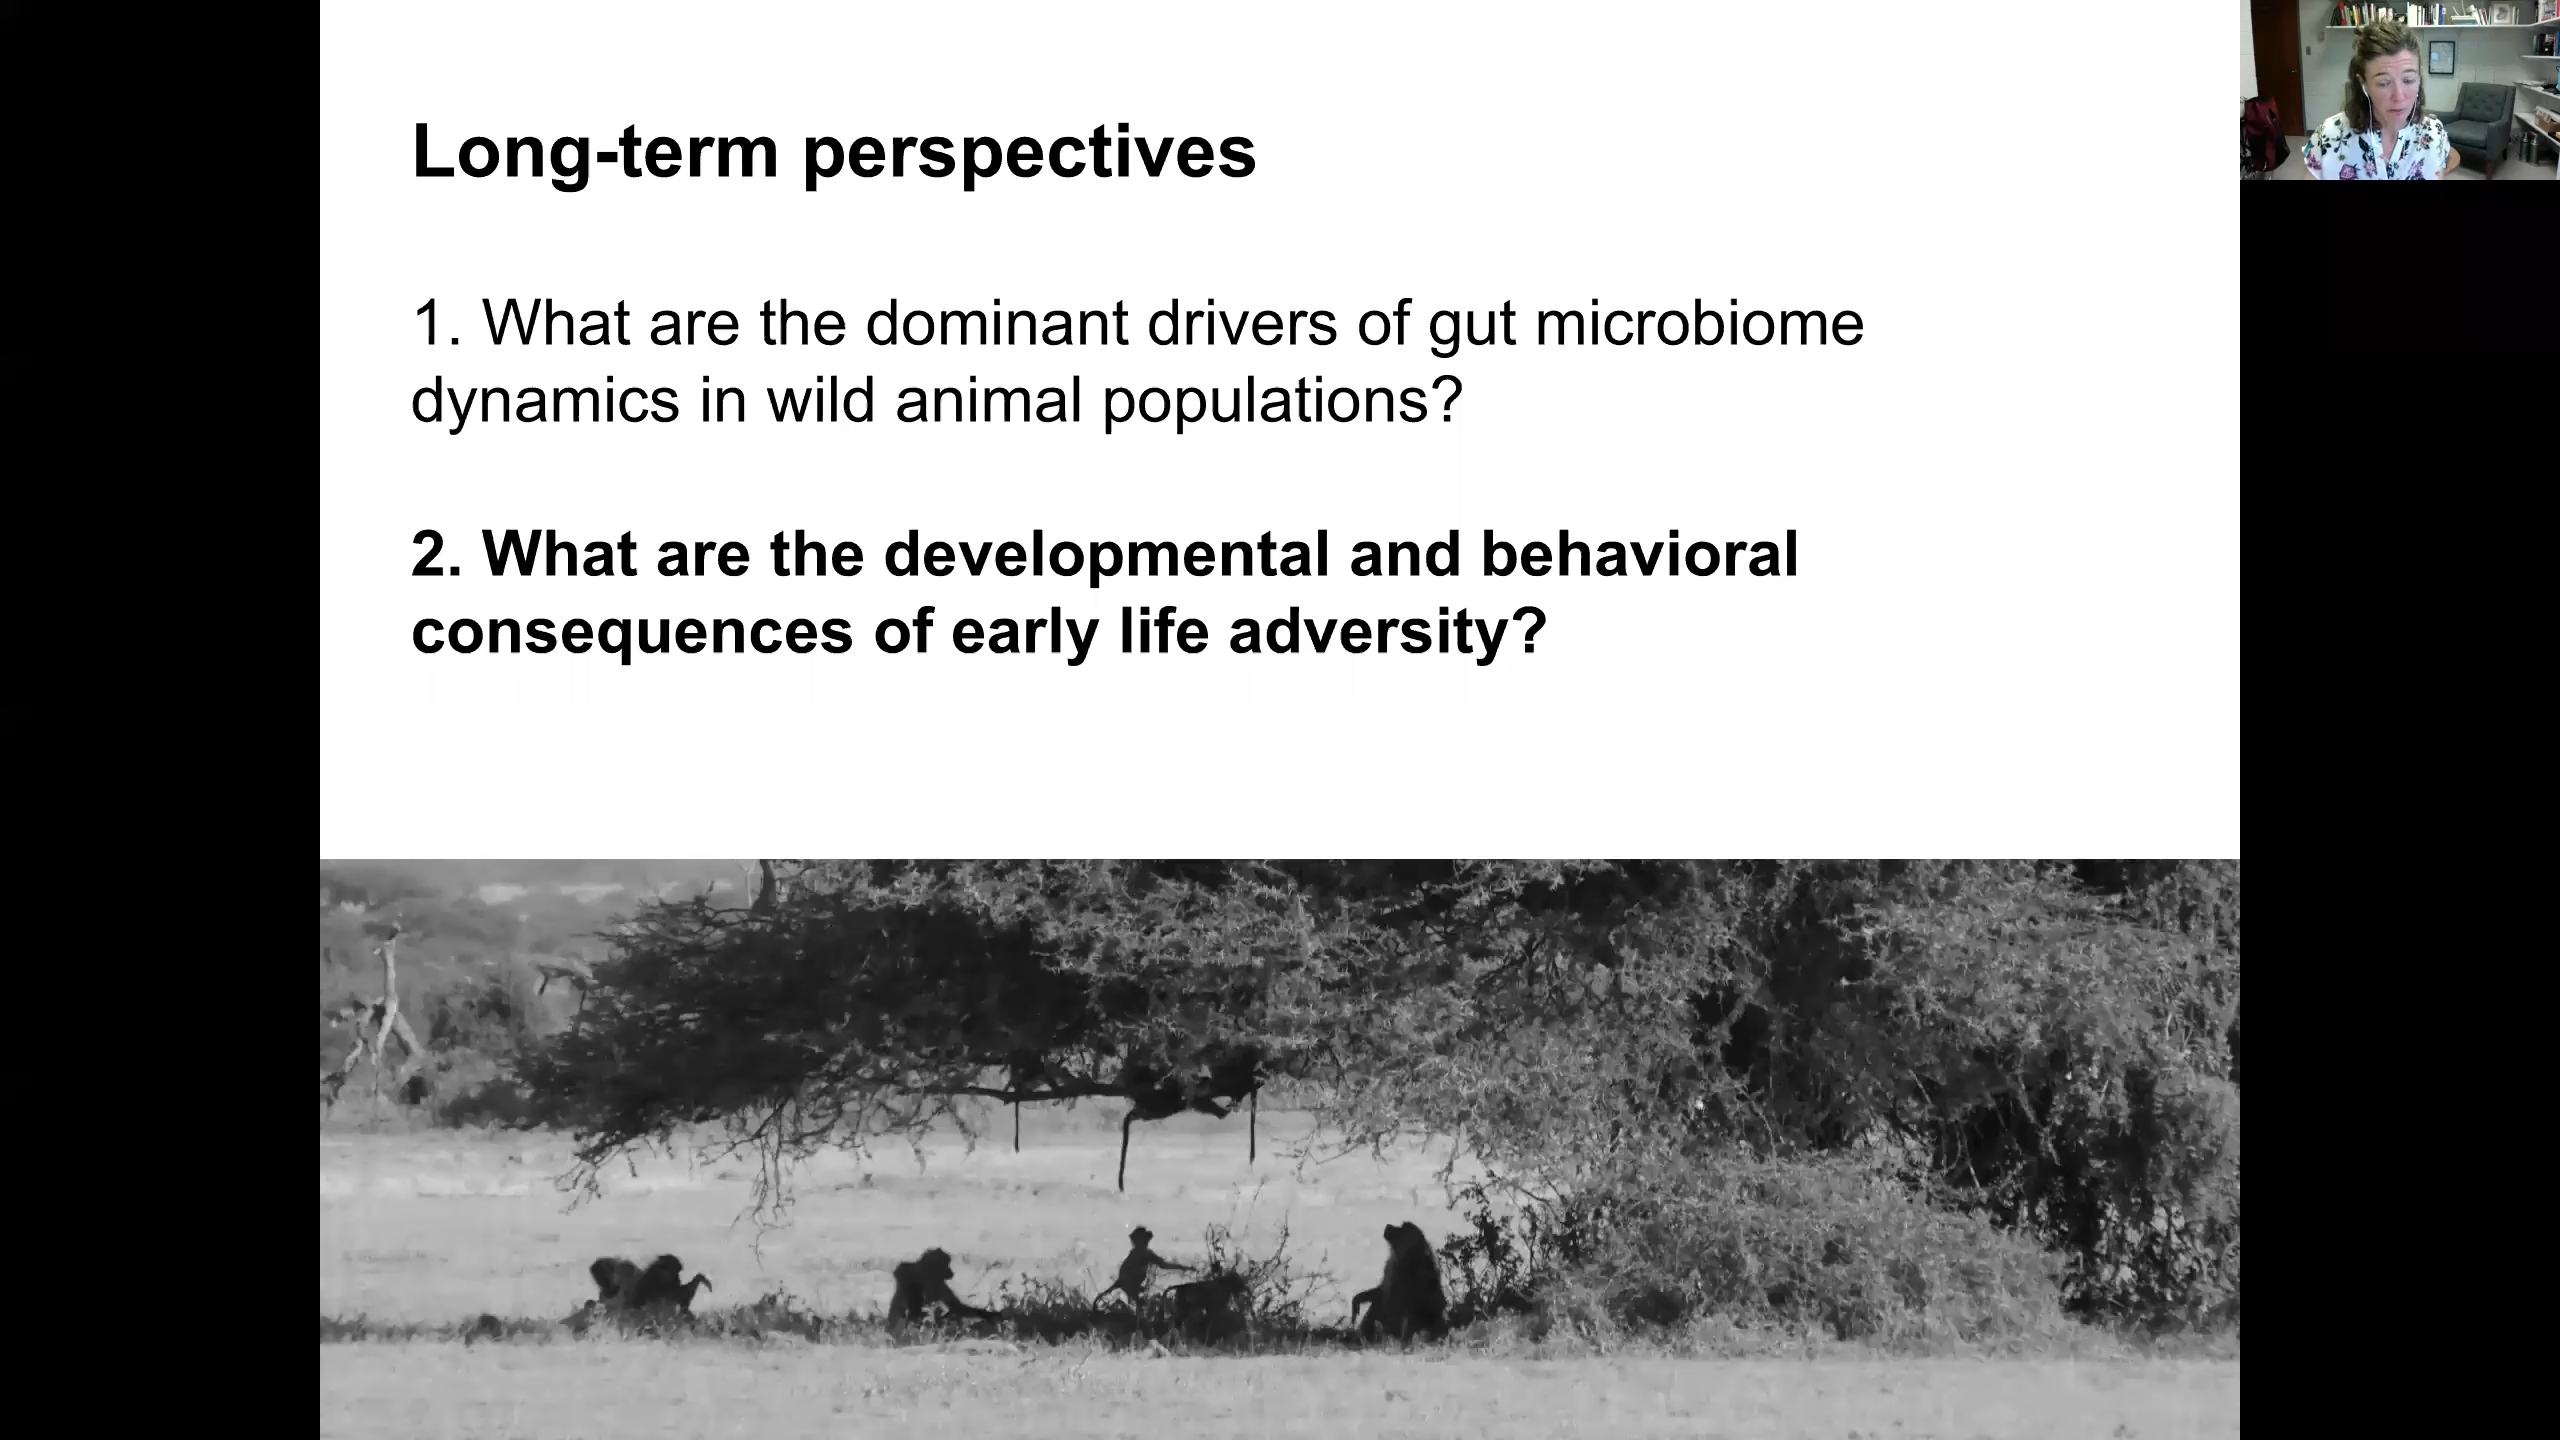 Long-term perspectives
1. What are the dominant drivers of gut microbiome
dynamics in wild animal populations?
2. What are the developmental and behavioral
consequences of early life adversity?